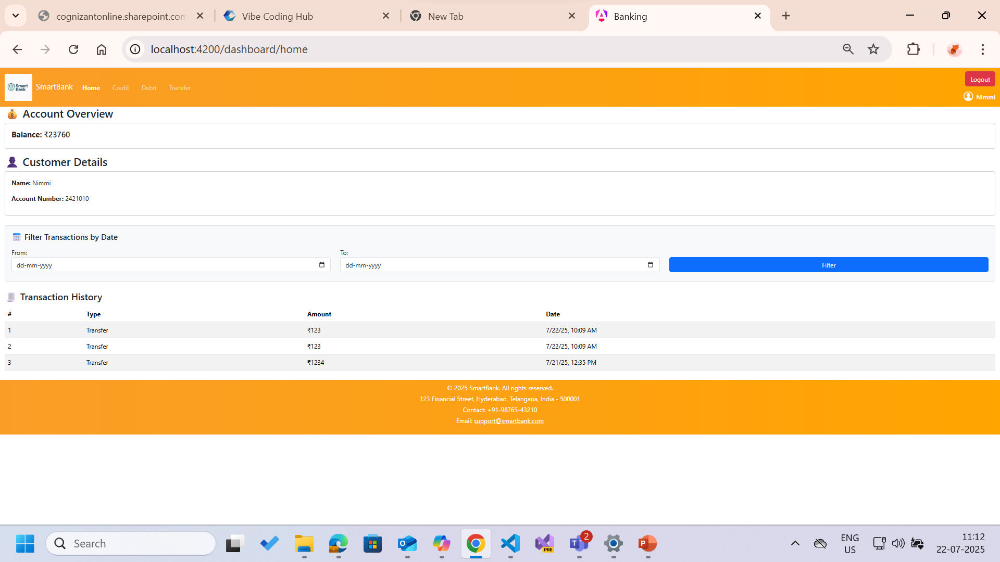 cognizantonline.sharepoint.com
Vibe Coding Hub
New Tab
Banking
localhost:4200/dashboard/home
Smart
Bank
SmartBank Home Credit Debit Transfer
Logout
Nimmi
Account Overview
Balance: ₹23760
Customer Details
Name: Nimmi
Account Number: 2421010
Filter Transactions by Date
From: To:
dd-mm-yyyy dd-mm-yyyy Filter
Transaction History
# Type Amount Date
1 Transfer ₹123 7/22/25, 10:09 AM
2 Transfer ₹123 7/22/25, 10:09 AM
3 Transfer ₹1234 7/21/25, 12:35 PM
© 2025 SmartBank. All rights reserved.
123 Financial Street, Hyderabad, Telangana, India - 500001
Contact: +91-98765-43210
Email: support@smartbank.com
Search
PRE
2
ENG
US
11:12
22-07-2025